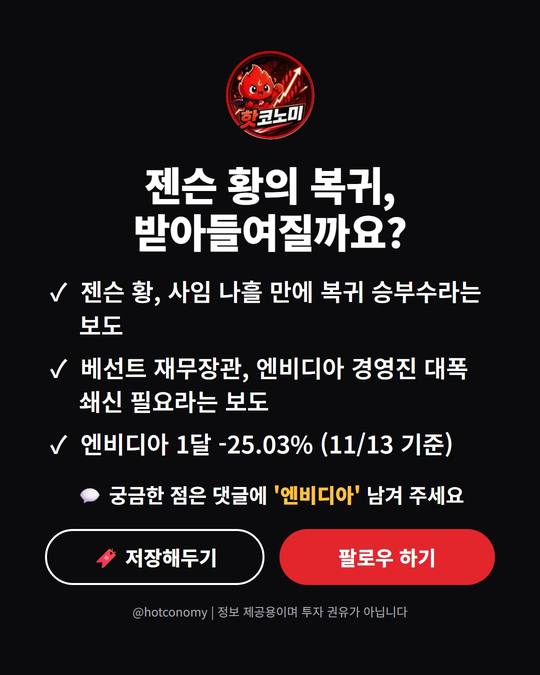 핫코노미
젠슨 황의 복귀,
받아들여질까요?
✓ 젠슨 황, 사임 나흘 만에 복귀 승부수라는
보도
✓ 베선트 재무장관, 엔비디아 경영진 대폭
쇄신 필요라는 보도
✓ 엔비디아 1달 -25.03% (11/13 기준)
💬 궁금한 점은 댓글에 '엔비디아' 남겨 주세요
저장해두기
팔로우 하기
@hotconomy | 정보 제공용이며 투자 권유가 아닙니다